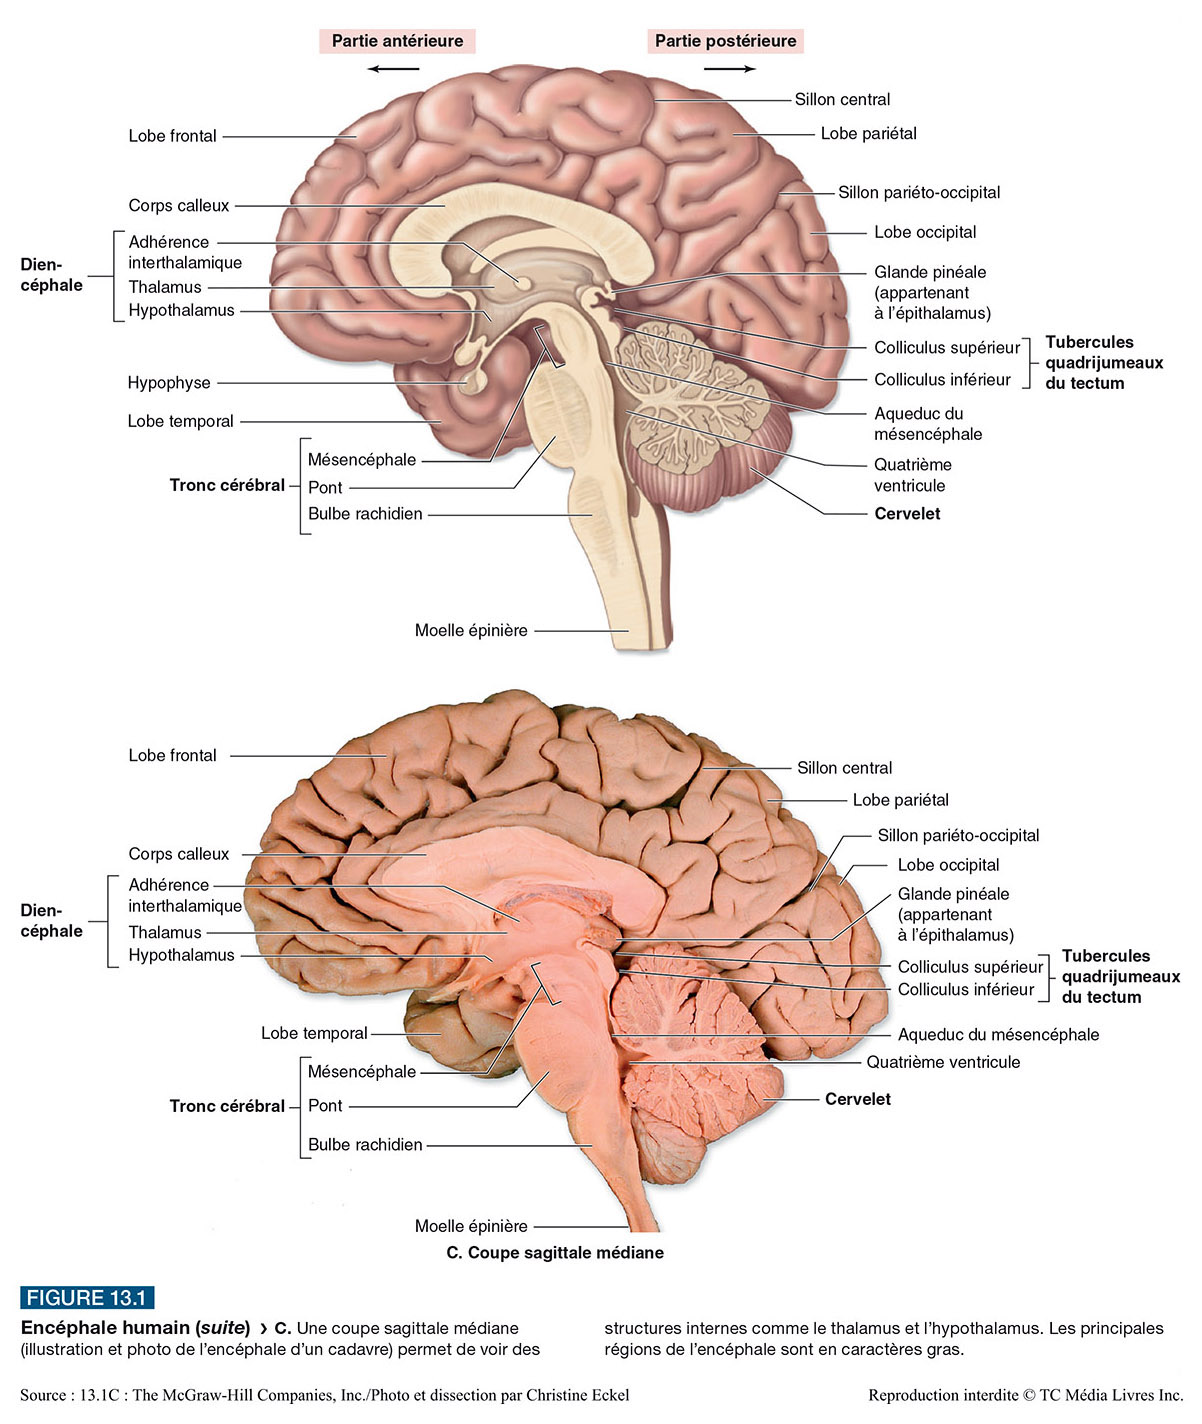 Partie antérieure
Partie postérieure
Sillon central
Lobe frontal
Lobe pariétal
Corps calleux
Sillon pariéto-occipital
Lobe occipital
Dien-
céphale
Adhérence
interthalamique
Thalamus
Hypothalamus
Glande pinéale
(appartenant
à l'épithalamus)
Colliculus supérieur
Colliculus inférieur
Tubercules
quadrijumeaux
du tectum
Hypophyse
Lobe temporal
Aqueduc du
mésencéphale
Tronc cérébral
Mésencéphale
Pont
Bulbe rachidien
Quatrième
ventricule
Cervelet
Moelle épinière
Lobe frontal
Sillon central
Lobe pariétal
Sillon pariéto-occipital
Corps calleux
Lobe occipital
Dien-
céphale
Adhérence
interthalamique
Thalamus
Hypothalamus
Glande pinéale
(appartenant
à l'épithalamus)
Colliculus supérieur
Colliculus inférieur
Tubercules
quadrijumeaux
du tectum
Lobe temporal
Aqueduc du mésencéphale
Quatrième ventricule
Tronc cérébral
Mésencéphale
Pont
Bulbe rachidien
Cervelet
Moelle épinière
C. Coupe sagittale médiane
FIGURE 13.1
Encéphale humain (suite) › C. Une coupe sagittale médiane
(illustration et photo de l'encéphale d'un cadavre) permet de voir des
structures internes comme le thalamus et l'hypothalamus. Les principales
régions de l'encéphale sont en caractères gras.
Source : 13.1C : The McGraw-Hill Companies, Inc./Photo et dissection par Christine Eckel
Reproduction interdite © TC Média Livres Inc.